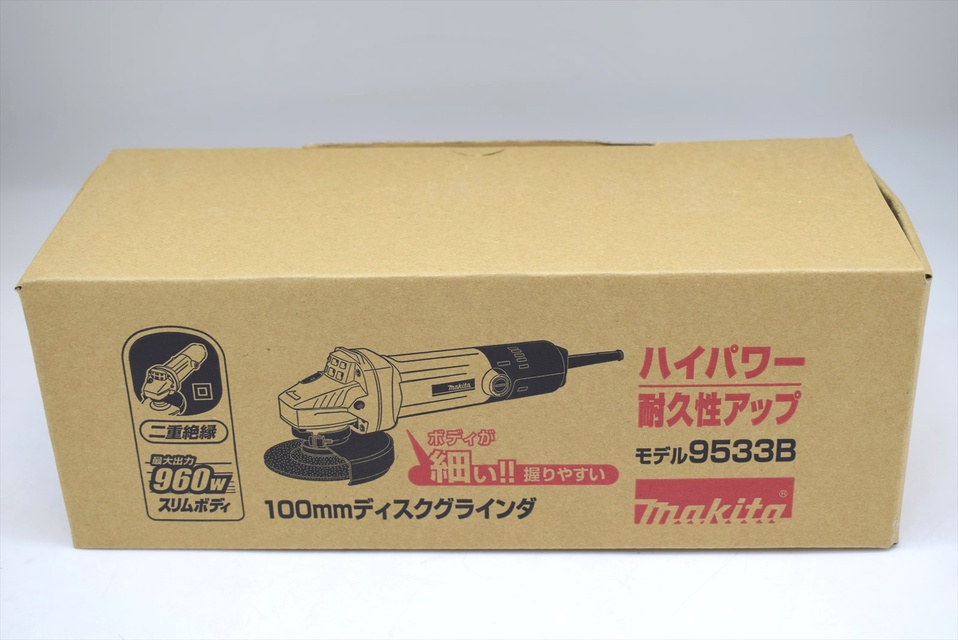 二重絶縁
最大出力
960W
スリムボディ
makita
ボディが
細い!! 握りやすい
100mmディスクグラインダ
ハイパワー
耐久性アップ
モデル9533B
makita®